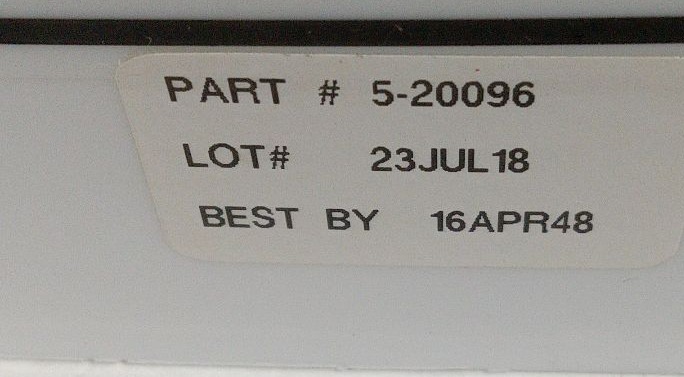 PART # 5-20096
LOT# 23JUL18
BEST BY 16APR48